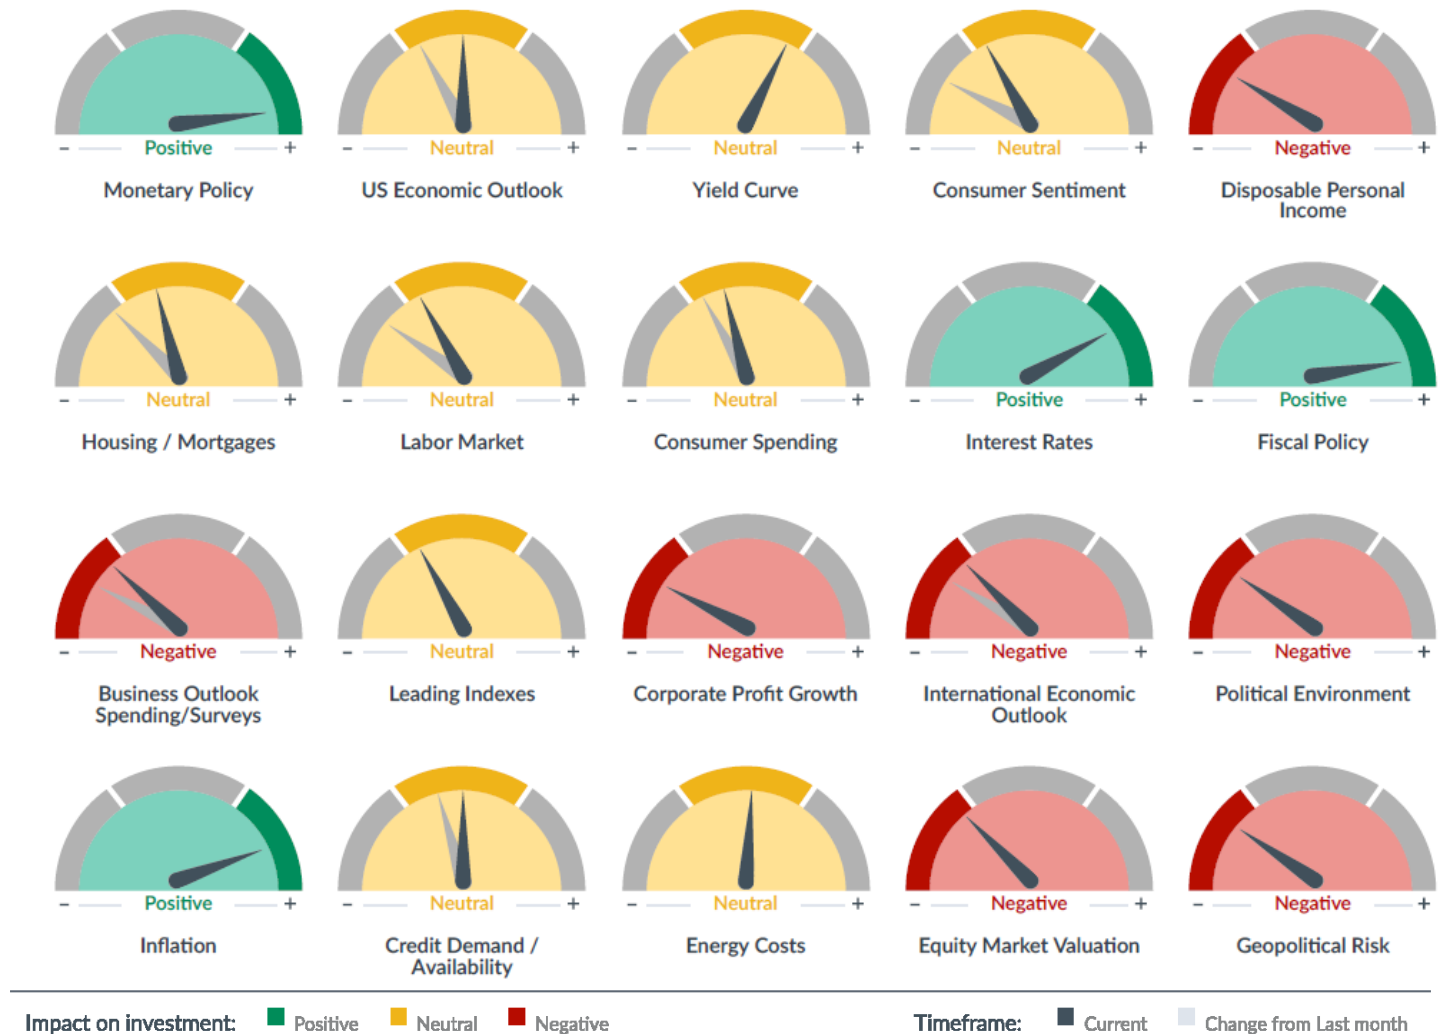 - Positive +
- Neutral +
- Neutral +
- Neutral +
- Negative +
Monetary Policy
US Economic Outlook
Yield Curve
Consumer Sentiment
Disposable Personal
Income
- Neutral +
- Neutral +
- Neutral +
- Positive +
- Positive +
Housing / Mortgages
Labor Market
Consumer Spending
Interest Rates
Fiscal Policy
- Negative +
- Neutral +
- Negative +
- Negative +
- Negative +
Business Outlook
Spending/Surveys
Leading Indexes
Corporate Profit Growth
International Economic
Outlook
Political Environment
- Positive +
- Neutral +
- Neutral +
- Negative +
- Negative +
Inflation
Credit Demand /
Availability
Energy Costs
Equity Market Valuation
Geopolitical Risk
Impact on investment: Positive Neutral Negative
Timeframe: Current Change from Last month